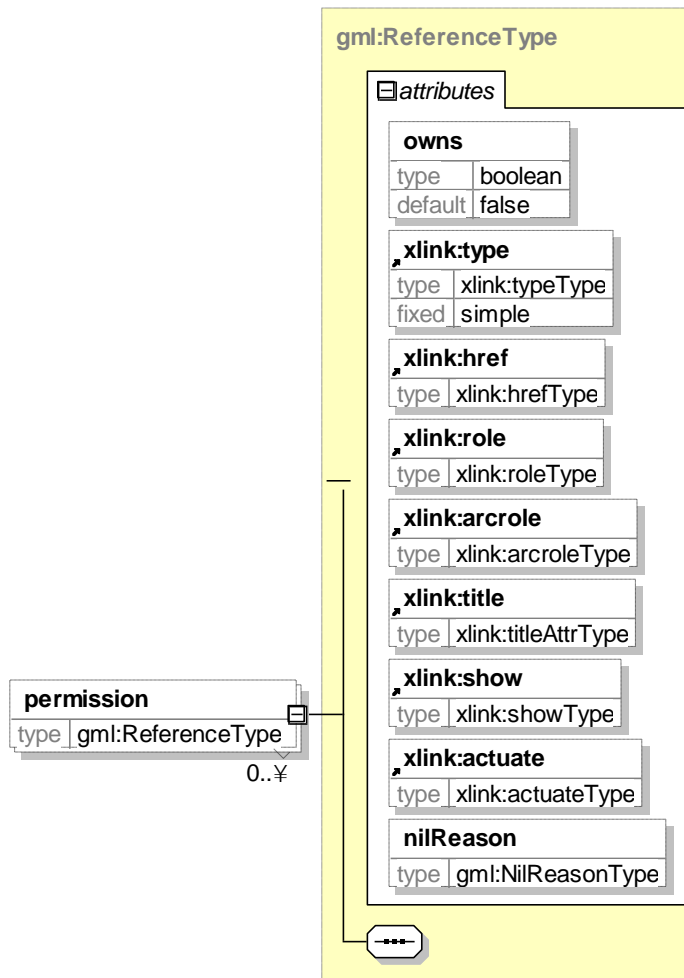 gml:ReferenceType
attributes
owns
type boolean
default false
xlink:type
type xlink:typeType
fixed simple
xlink:href
type xlink:hrefType
xlink:role
type xlink:roleType
xlink:arcrole
type xlink:arcroleType
xlink:title
type xlink:titleAttrType
xlink:show
type xlink:showType
xlink:actuate
type xlink:actuateType
nilReason
type gml:NilReasonType
permission
type gml:ReferenceType
0..¥